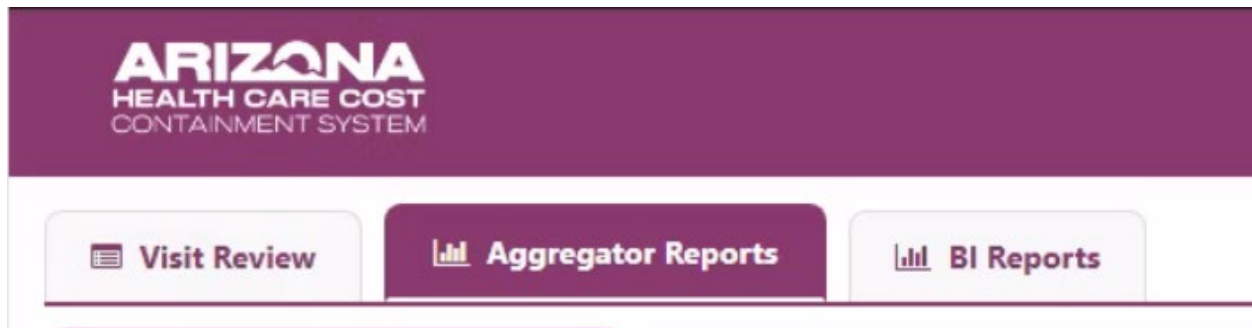 ARIZONA
HEALTH CARE COST
CONTAINMENT SYSTEM
Visit Review
Aggregator Reports
BI Reports